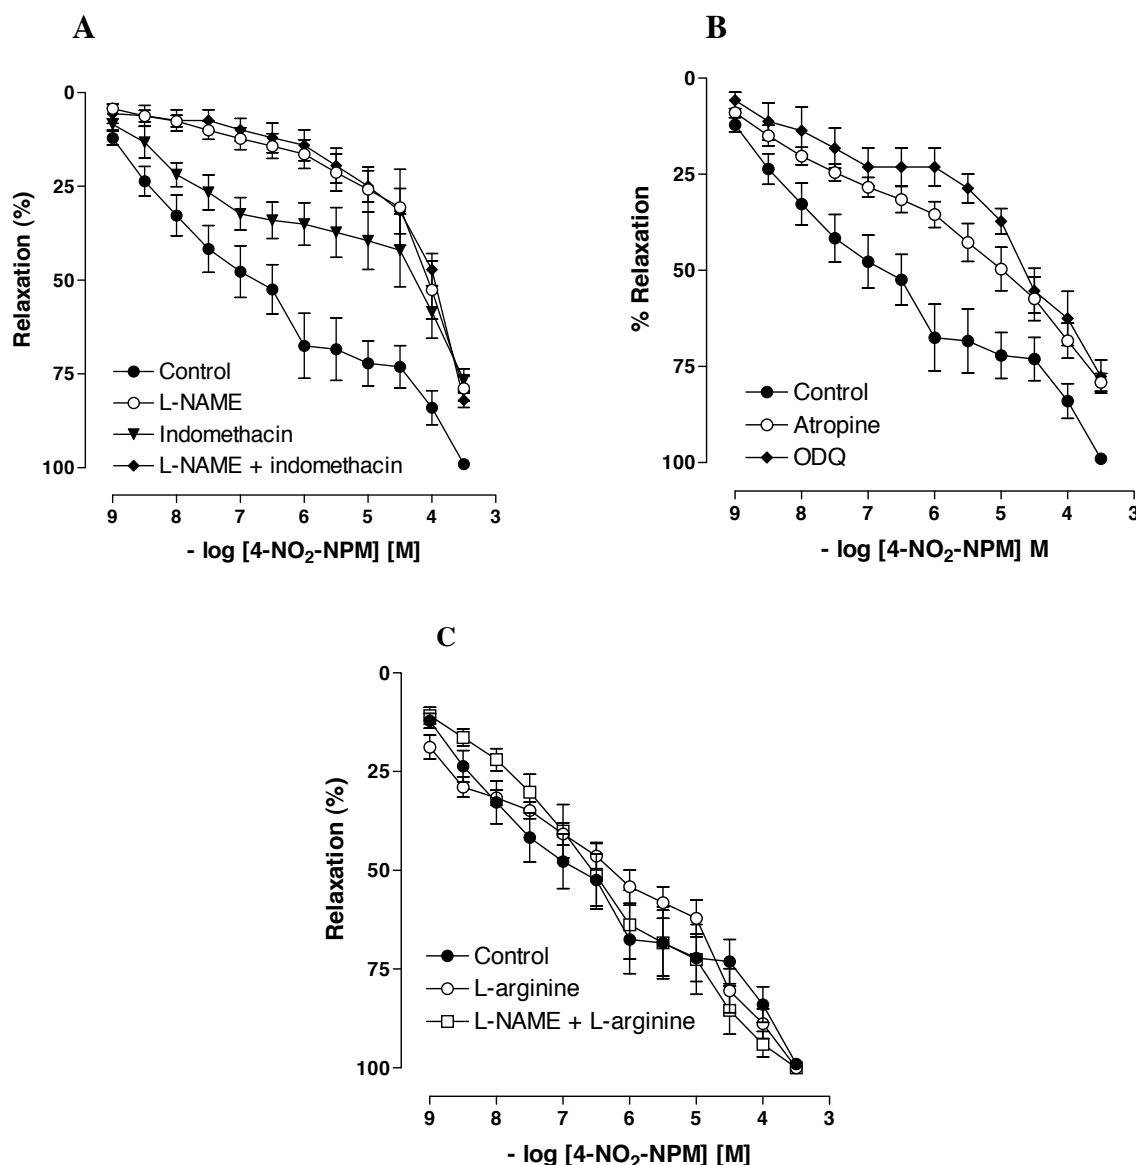 A
0
25
50
75
100
Relaxation (%)
Control
L-NAME
Indomethacin
L-NAME + indomethacin
9 8 7 6 5 4 3
- log [4-NO₂-NPM] [M]
B
0
25
50
75
100
% Relaxation
Control
Atropine
ODQ
9 8 7 6 5 4 3
- log [4-NO₂-NPM] M
C
0
25
50
75
100
Relaxation (%)
Control
L-arginine
L-NAME + L-arginine
9 8 7 6 5 4 3
- log [4-NO₂-NPM] [M]